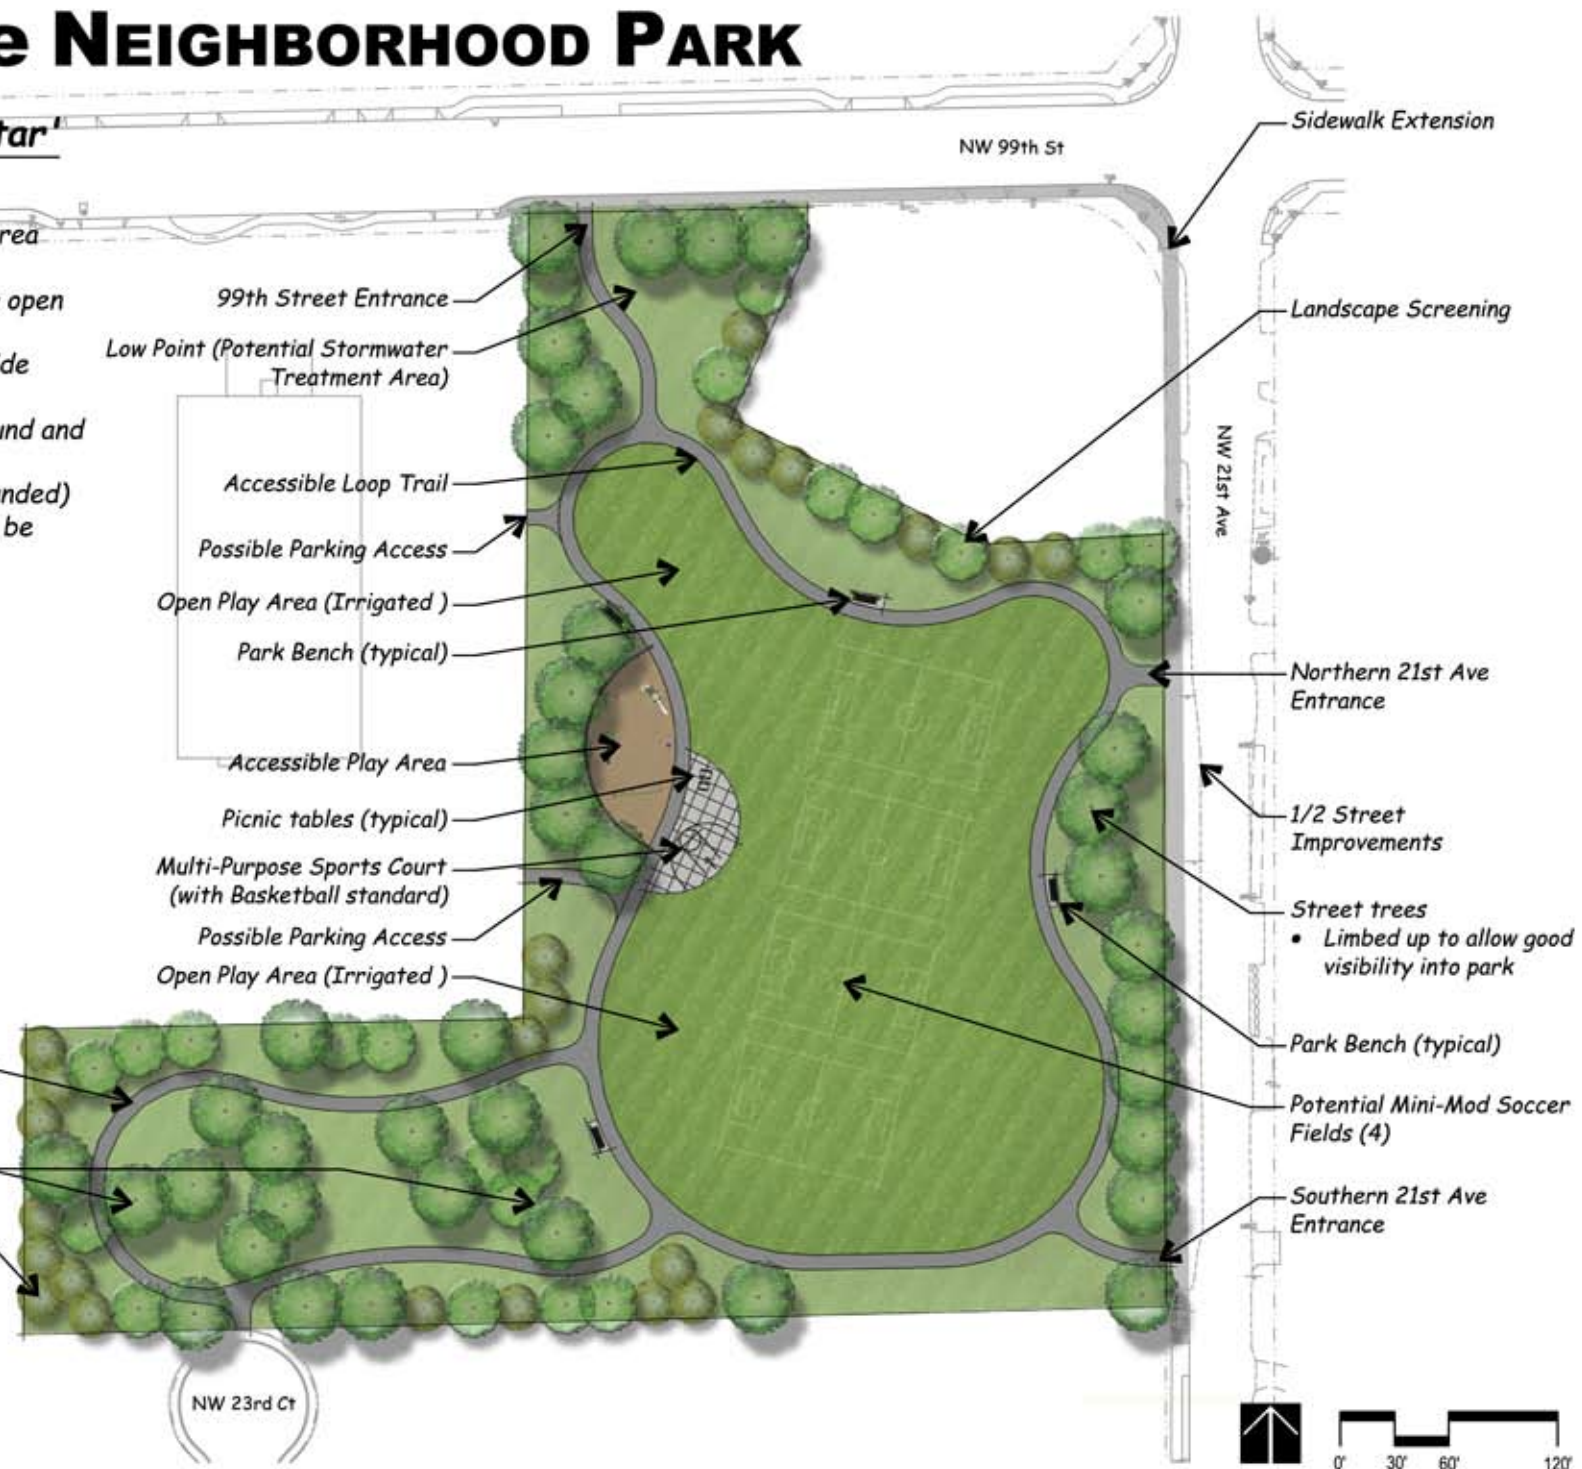 e NEIGHBORHOOD PARK
tar'
rea
open
de
und and
nded)
be
NW 99th St
NW 21st Ave
NW 23rd Ct
99th Street Entrance
Low Point (Potential Stormwater
Treatment Area)
Accessible Loop Trail
Possible Parking Access
Open Play Area (Irrigated )
Park Bench (typical)
Accessible Play Area
Picnic tables (typical)
Multi-Purpose Sports Court
(with Basketball standard)
Possible Parking Access
Open Play Area (Irrigated )
Sidewalk Extension
Landscape Screening
Northern 21st Ave
Entrance
1/2 Street
Improvements
Street trees
• Limbed up to allow good
visibility into park
Park Bench (typical)
Potential Mini-Mod Soccer
Fields (4)
Southern 21st Ave
Entrance
0' 30' 60' 120'